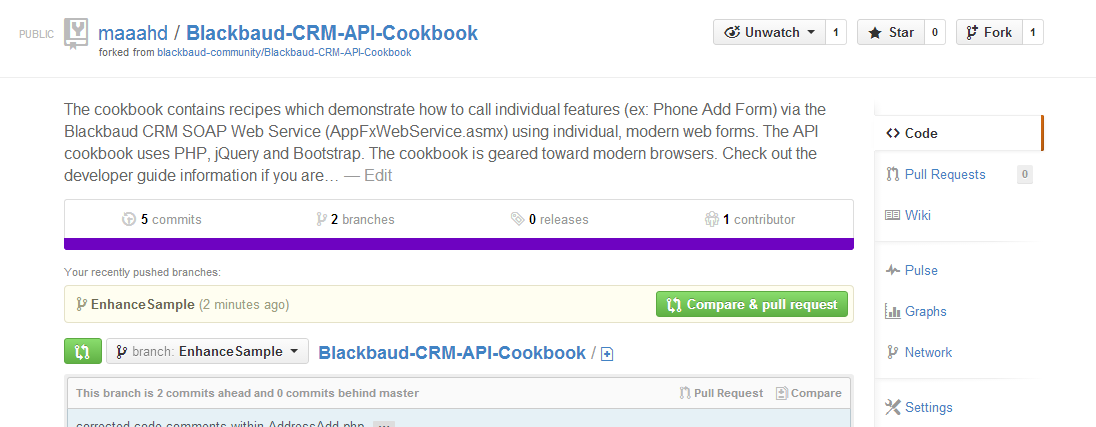 PUBLIC maaahd / Blackbaud-CRM-API-Cookbook
forked from blackbaud-community/Blackbaud-CRM-API-Cookbook
Unwatch 1 Star 0 Fork 1
The cookbook contains recipes which demonstrate how to call individual features (ex: Phone Add Form) via the
Blackbaud CRM SOAP Web Service (AppFxWebService.asmx) using individual, modern web forms. The API
cookbook uses PHP, jQuery and Bootstrap. The cookbook is geared toward modern browsers. Check out the
developer guide information if you are… — Edit
5 commits 2 branches 0 releases 1 contributor
Your recently pushed branches:
EnhanceSample (2 minutes ago) Compare & pull request
branch: EnhanceSample Blackbaud-CRM-API-Cookbook /
This branch is 2 commits ahead and 0 commits behind master Pull Request Compare
corrected code comments within AddressAdd.php
Code
Pull Requests 0
Wiki
Pulse
Graphs
Network
Settings